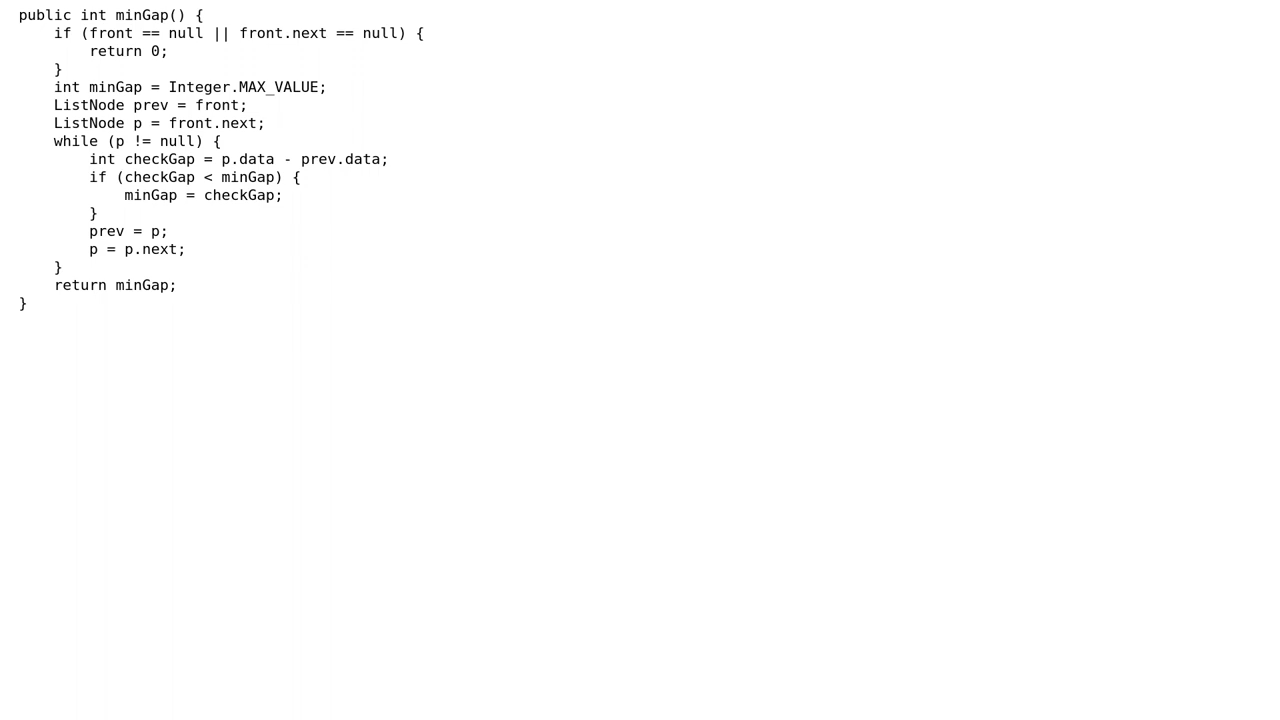 public int minGap() {
    if (front == null || front.next == null) {
        return 0;
    }
    int minGap = Integer.MAX_VALUE;
    ListNode prev = front;
    ListNode p = front.next;
    while (p != null) {
        int checkGap = p.data - prev.data;
        if (checkGap < minGap) {
            minGap = checkGap;
        }
        prev = p;
        p = p.next;
    }
    return minGap;
}